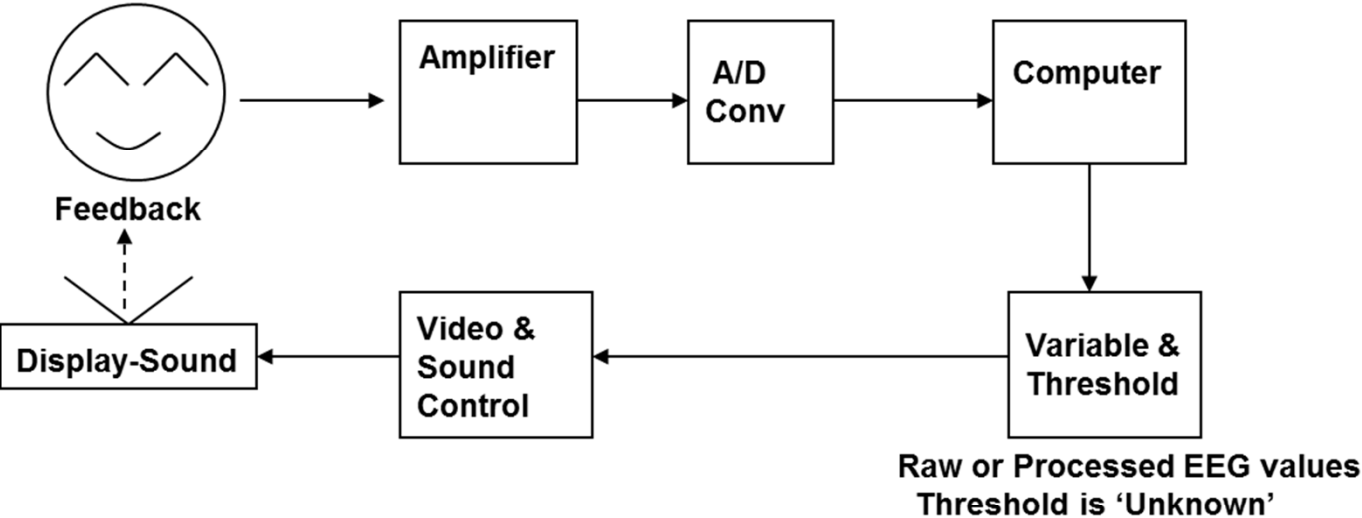 Amplifier
A/D
Conv
Computer
Feedback
Display-Sound
Video &
Sound
Control
Variable &
Threshold
Raw or Processed EEG values
Threshold is ‘Unknown’